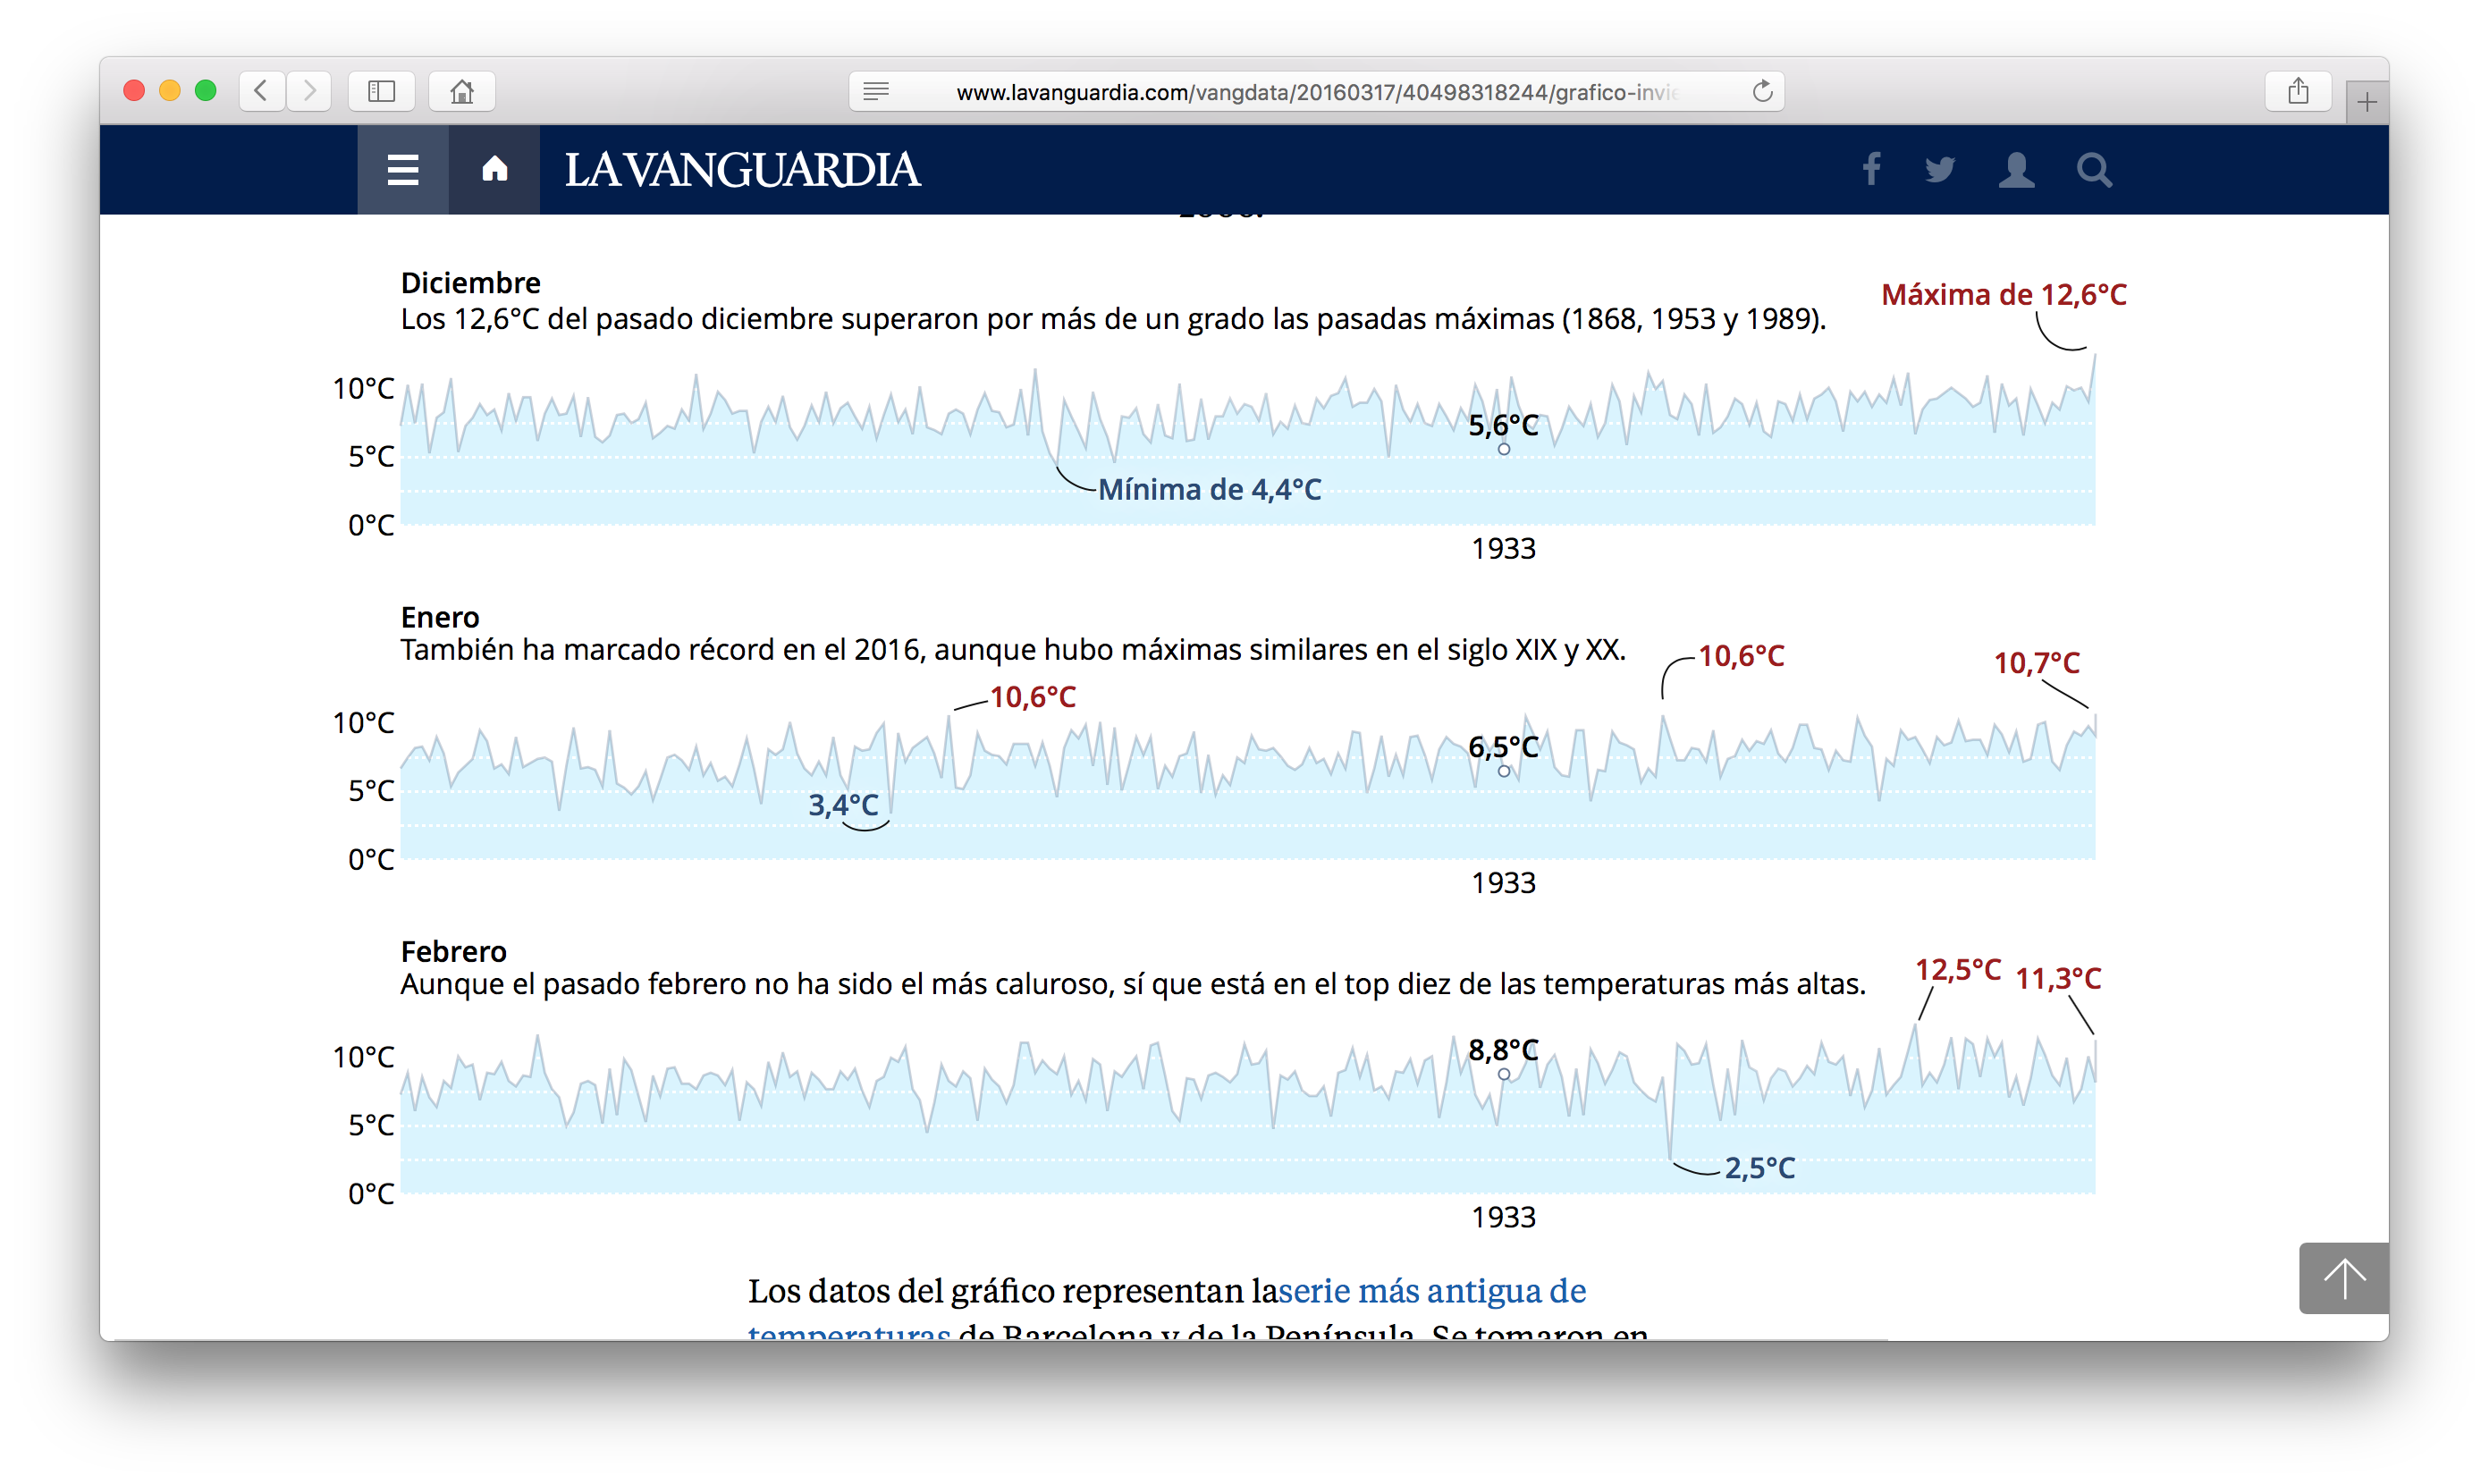 www.lavanguardia.com/vangdata/20160317/40498318244/grafico-invie
LA VANGUARDIA
Diciembre
Los 12,6°C del pasado diciembre superaron por más de un grado las pasadas máximas (1868, 1953 y 1989).
Máxima de 12,6°C
10°C
5,6°C
5°C
Mínima de 4,4°C
0°C
1933
Enero
También ha marcado récord en el 2016, aunque hubo máximas similares en el siglo XIX y XX.
10,6°C
10,7°C
10,6°C
10°C
6,5°C
5°C
3,4°C
0°C
1933
Febrero
Aunque el pasado febrero no ha sido el más caluroso, sí que está en el top diez de las temperaturas más altas.
12,5°C
11,3°C
10°C
8,8°C
5°C
2,5°C
0°C
1933
Los datos del gráfico representan laserie más antigua de
temperaturas de Barcelona y de la Península. Se tomaron en